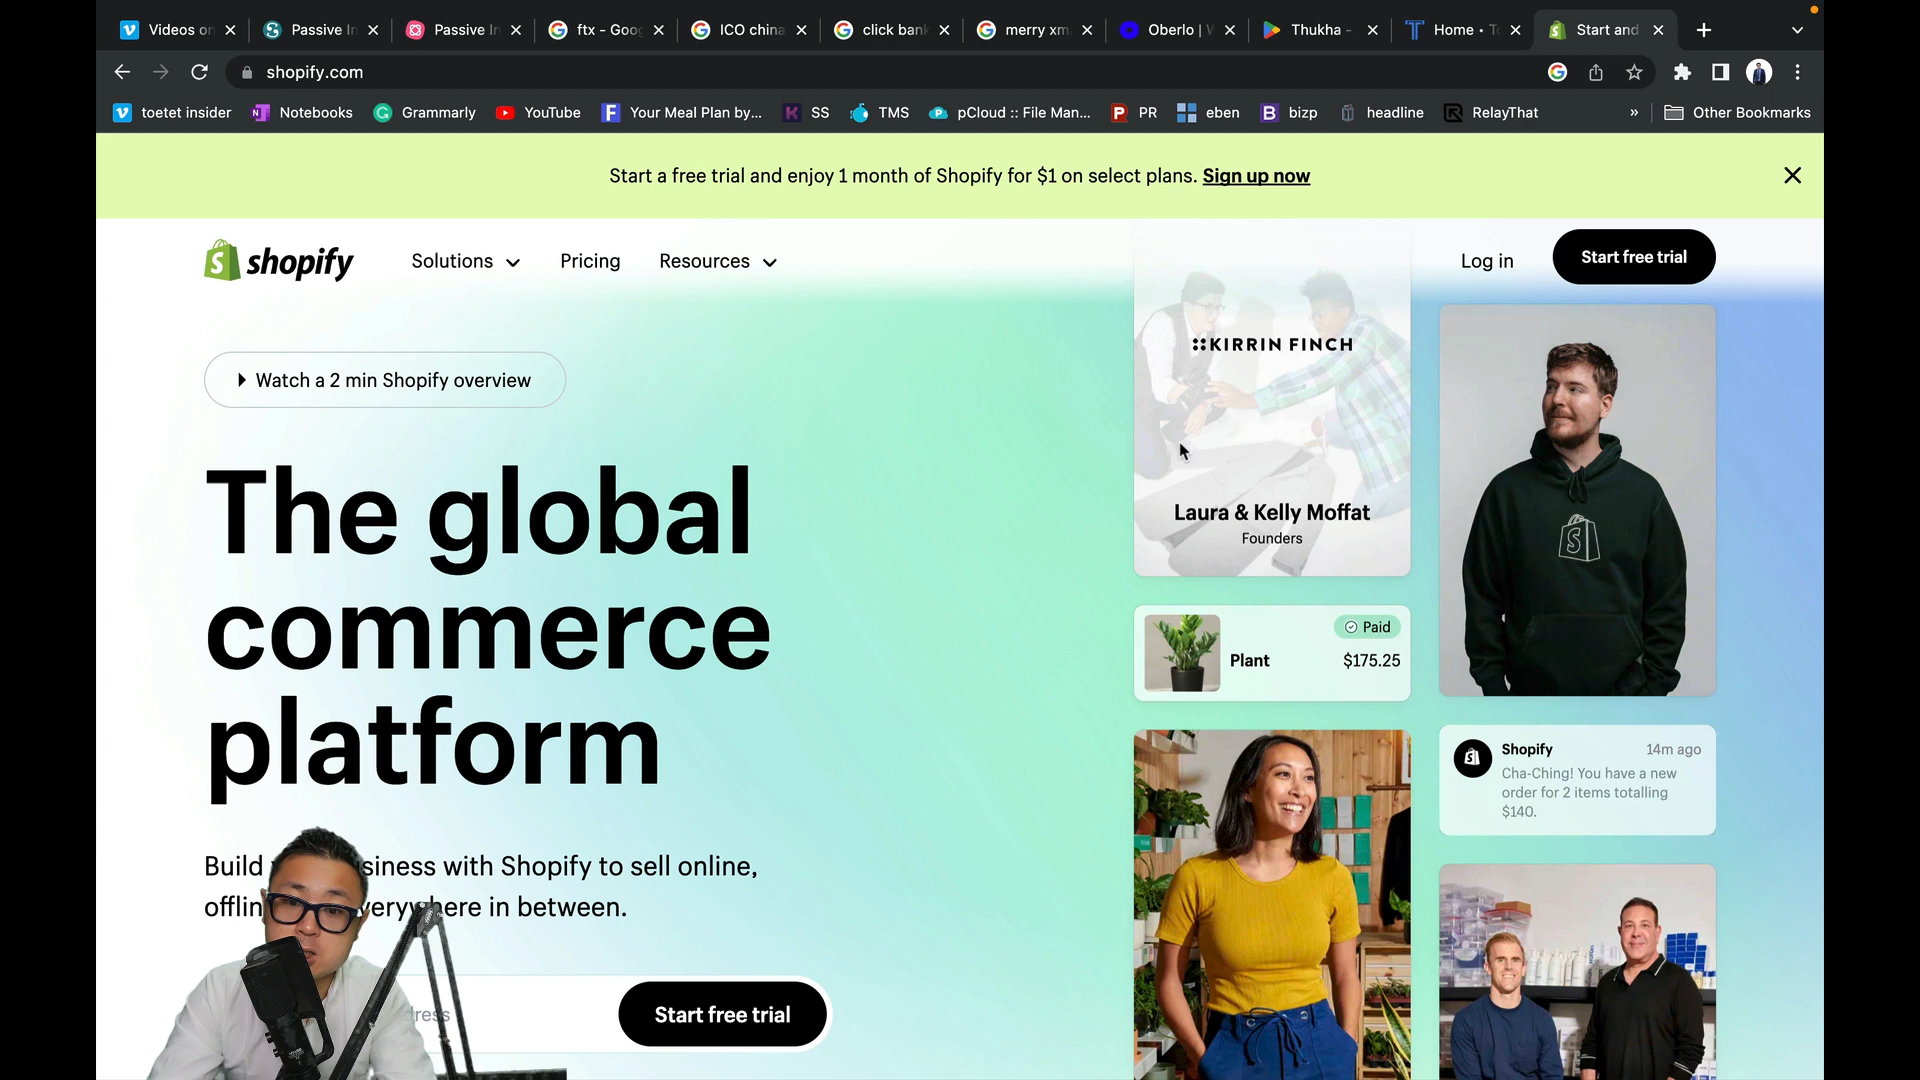 Videos on
Passive In
Passive In
ftx - Goog
ICO china
click bank
merry xm
Oberlo | W
Thukha -
Home • To
Start and
shopify.com
toetet insider
Notebooks
Grammarly
YouTube
Your Meal Plan by...
SS
TMS
pCloud :: File Man...
PR
eben
bizp
headline
RelayThat
»
Other Bookmarks
Start a free trial and enjoy 1 month of Shopify for $1 on select plans. Sign up now
shopify
Solutions
Pricing
Resources
Log in
Start free trial
Watch a 2 min Shopify overview
The global
commerce
platform
Build siness with Shopify to sell online,
offlin verywhere in between.
dress
Start free trial
KIRRIN FINCH
Laura & Kelly Moffat
Founders
Paid
Plant
$175.25
Shopify
14m ago
Cha-Ching! You have a new
order for 2 items totalling
$140.